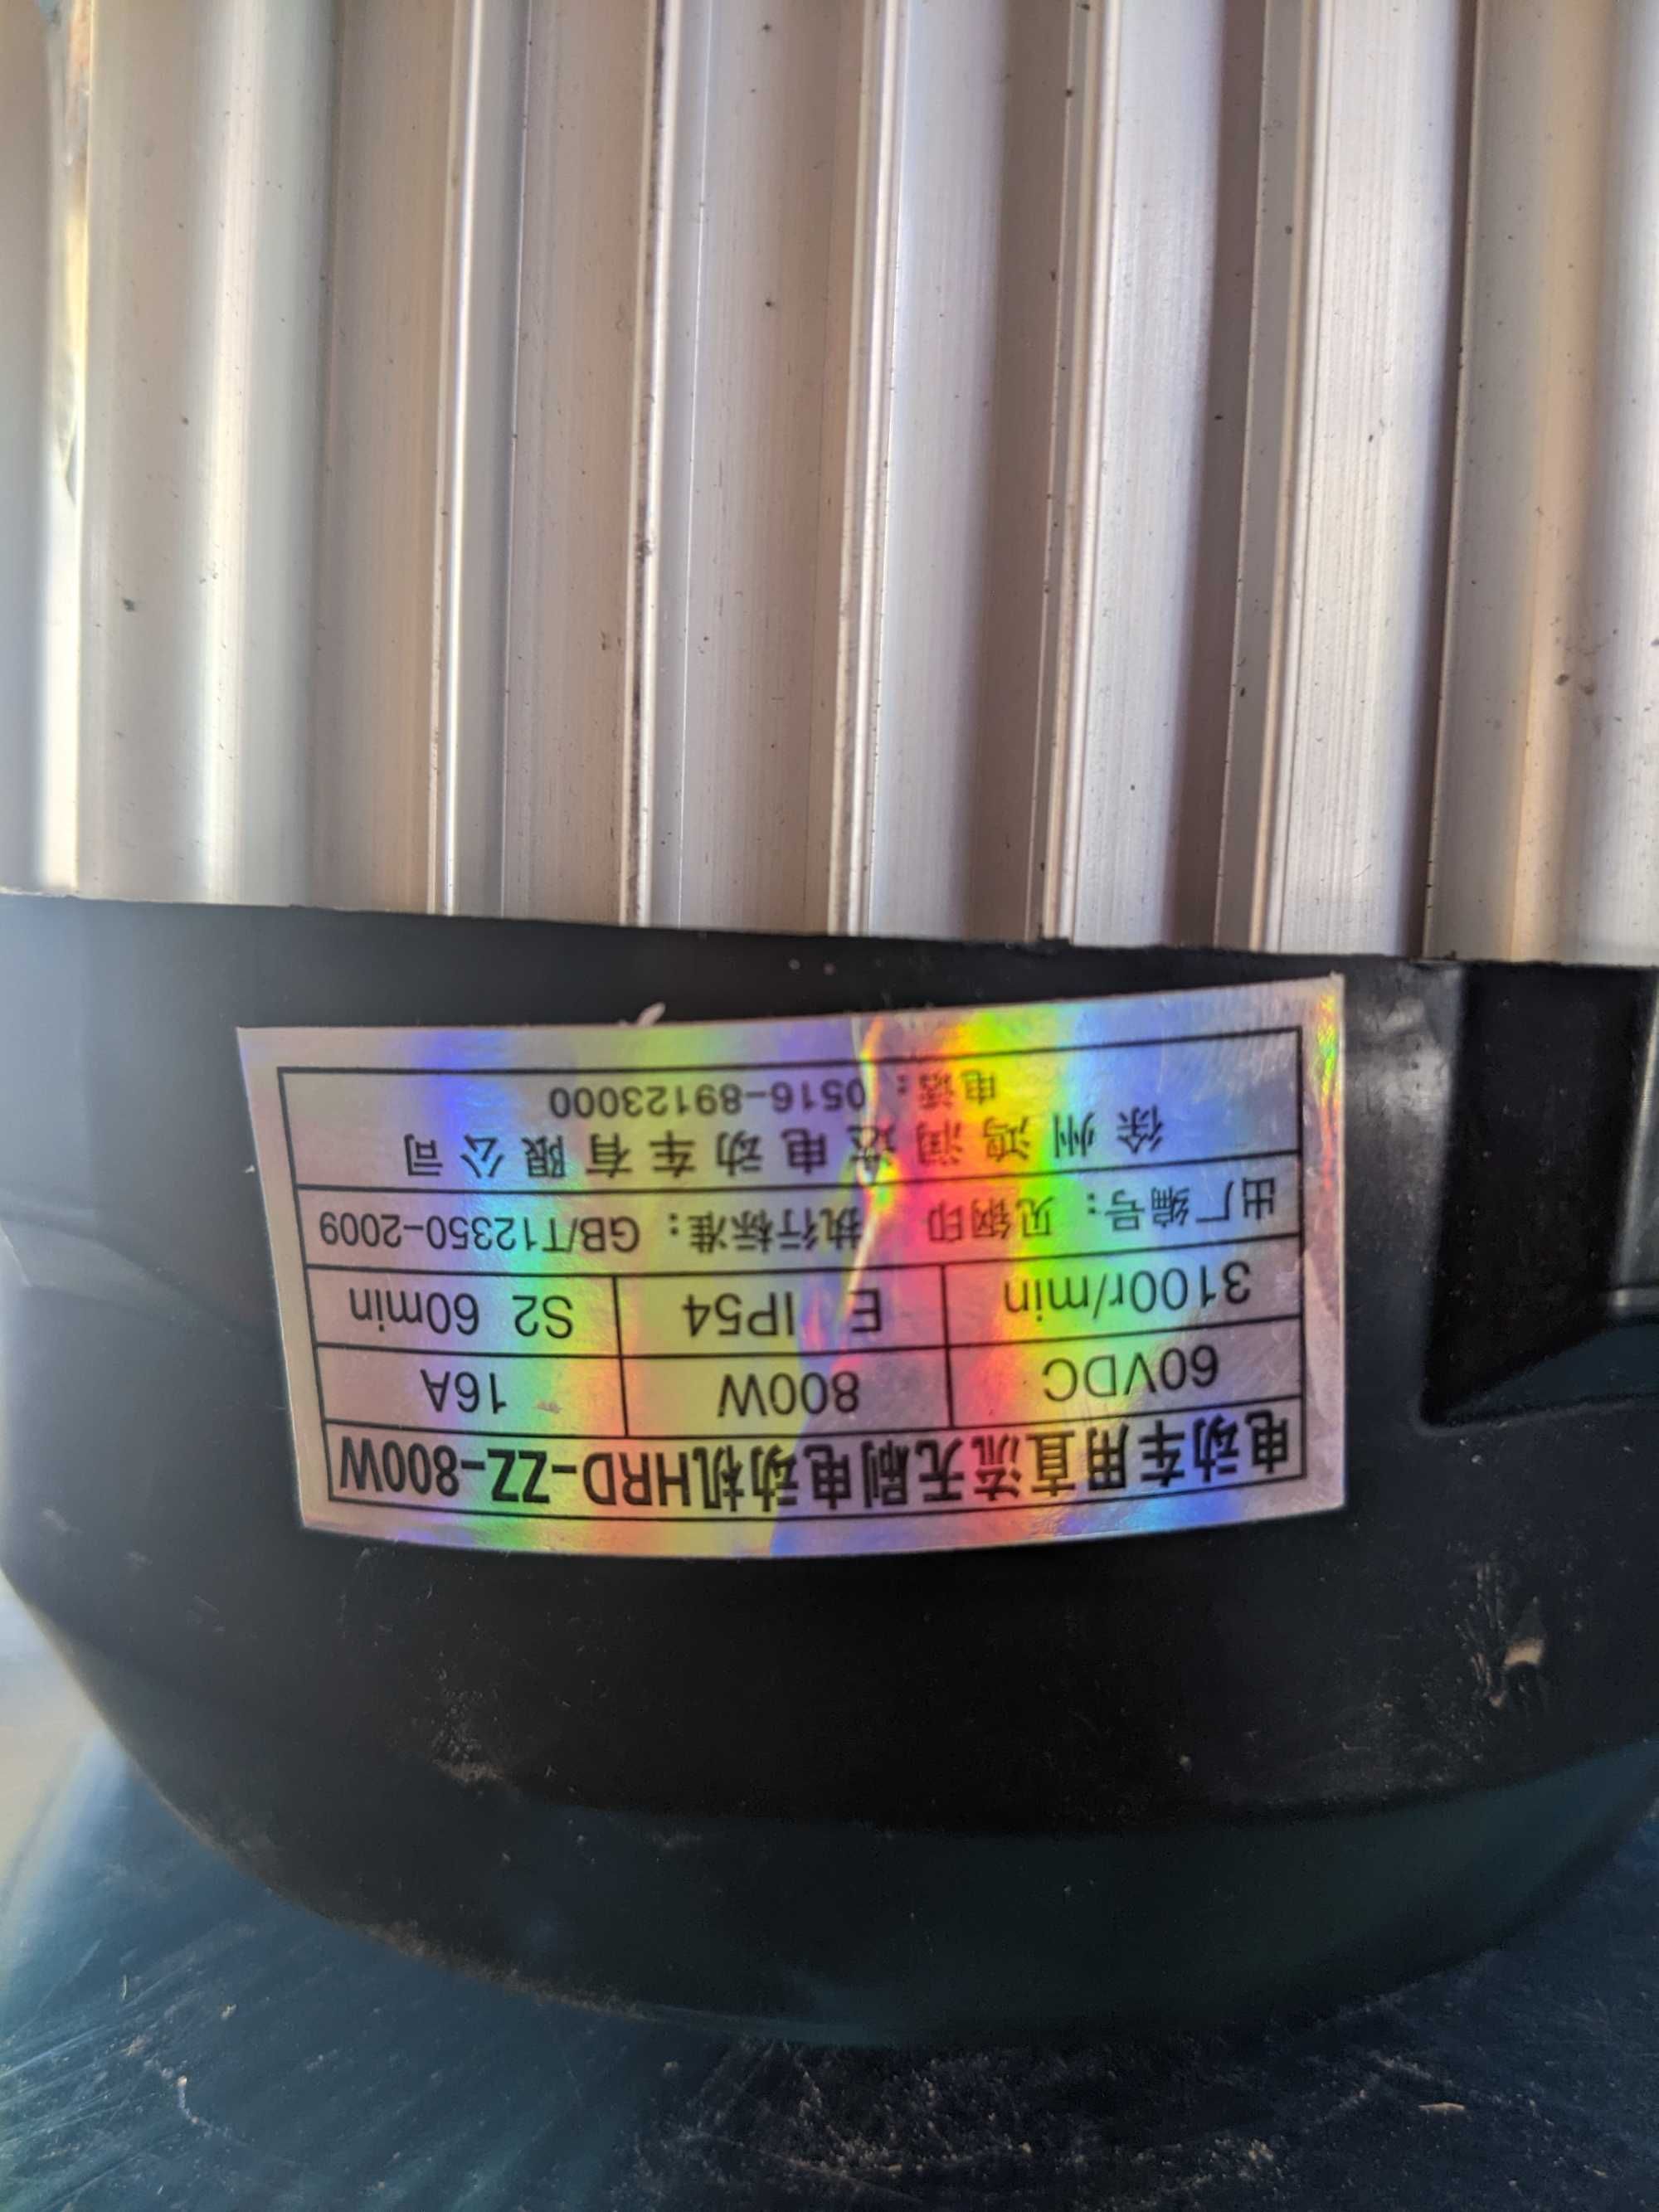 电动车用直流无刷电动机HRD-ZZ-800W
60VDC 800W 16A
3100r/min E IP54 S2 60min
出厂编号：见钢印 执行标准：GB/T12350-2009
徐州鸿润达电动车有限公司
电话：0516-89123000